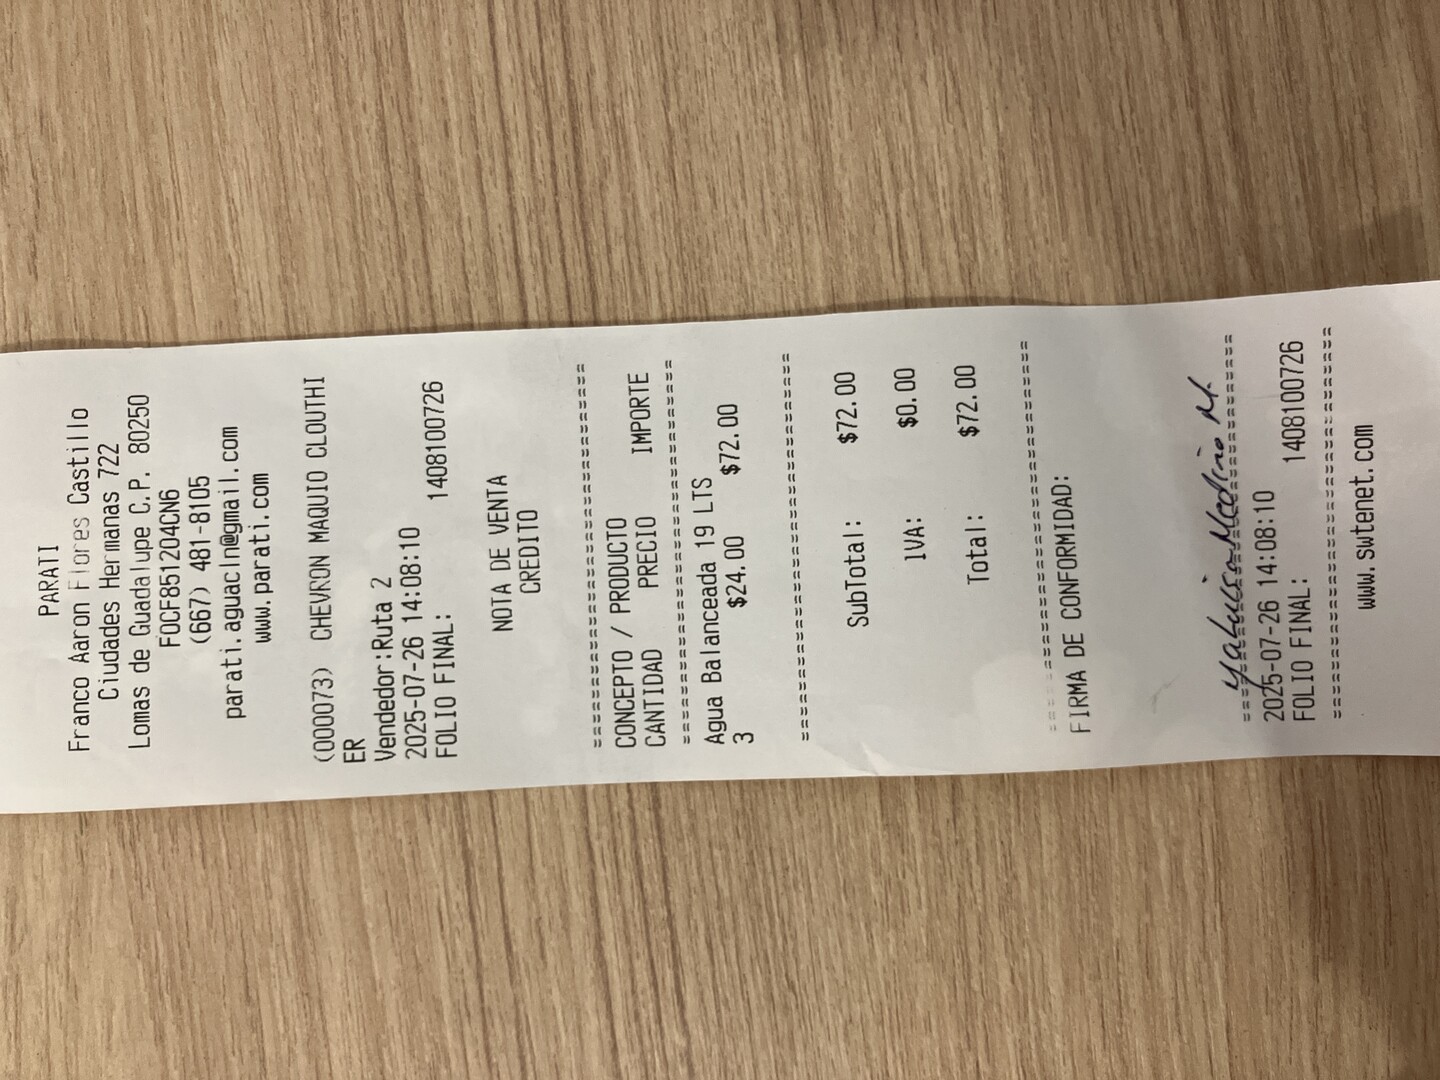 PARATI
Franco Aaron Flores Castillo
Ciudades Hermanas 722
Lomas de Guadalupe C.P. 80250
FOCF851204CN6
(667) 481-8105
parati.aguacln@gmail.com
www.parati.com
(000073) CHEVRON MAQUIO CLOUTHI
ER
Vendedor:Ruta 2
2025-07-26 14:08:10
FOLIO FINAL: 1408100726
NOTA DE VENTA
CREDITO
================================
CONCEPTO / PRODUCTO
CANTIDAD PRECIO IMPORTE
================================
Agua Balanceada 19 LTS
3 $24.00 $72.00
================================
SubTotal: $72.00
IVA: $0.00
Total: $72.00
================================
FIRMA DE CONFORMIDAD:
Medina M.
================================
2025-07-26 14:08:10
FOLIO FINAL: 1408100726
================================
www.swtenet.com